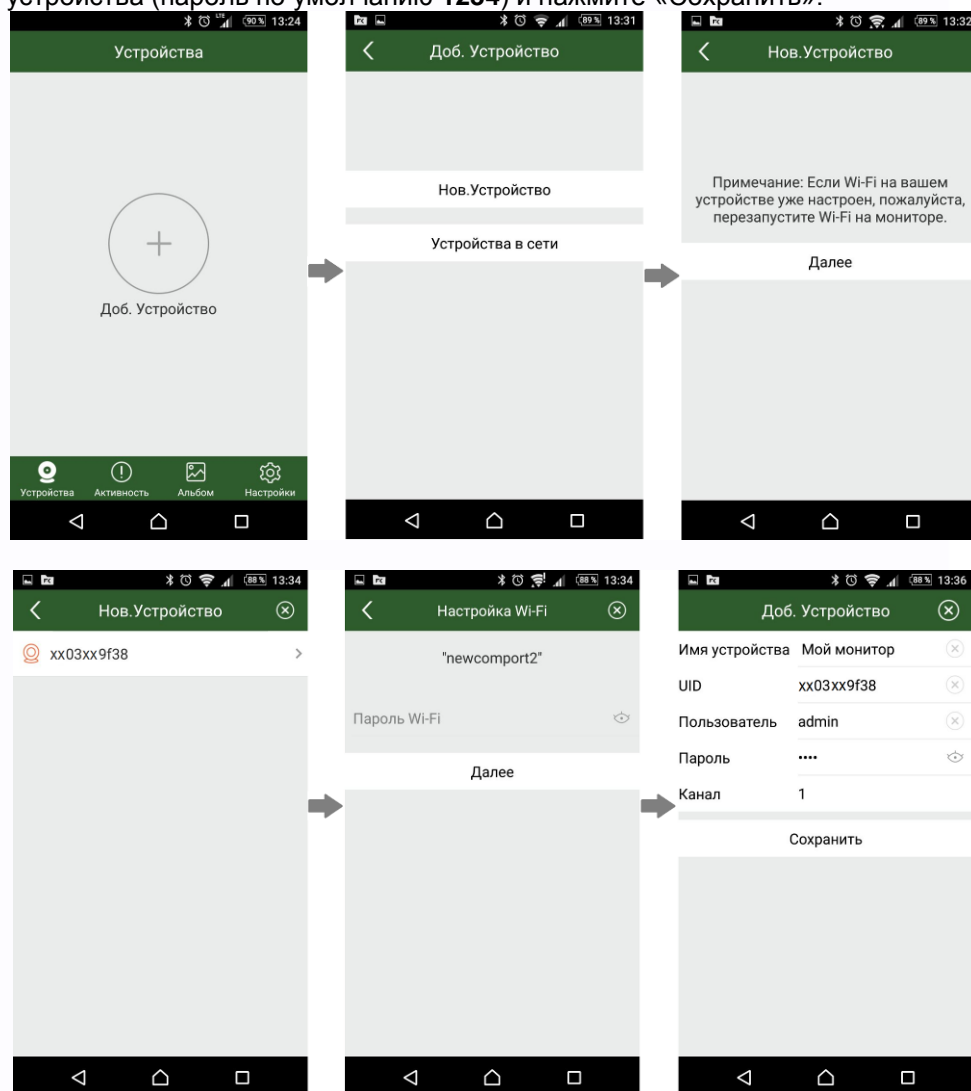 устройства (пароль по умолчанию 1234) и нажмите «Сохранить».
90 % 13:24
Устройства
Доб. Устройство
Устройства Активность Альбом Настройки
89 % 13:31
Доб. Устройство
Нов.Устройство
Устройства в сети
89 % 13:32
Нов.Устройство
Примечание: Если Wi-Fi на вашем
устройстве уже настроен, пожалуйста,
перезапустите Wi-Fi на мониторе.
Далее
88 % 13:34
Нов.Устройство
xx03xx9f38
88 % 13:34
Настройка Wi-Fi
"newcomport2"
Пароль Wi-Fi
Далее
88 % 13:36
Доб. Устройство
Имя устройства Мой монитор
UID xx03xx9f38
Пользователь admin
Пароль ••••
Канал 1
Сохранить